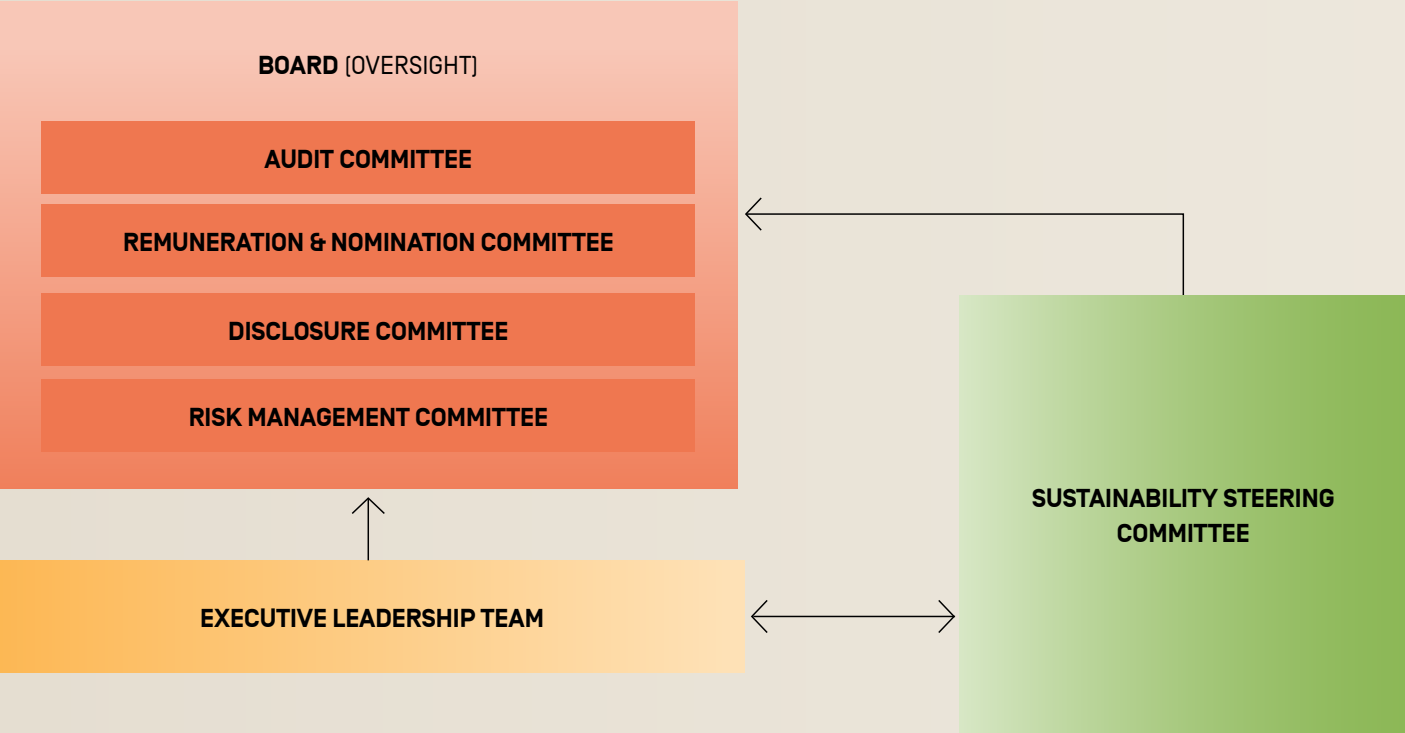 BOARD (OVERSIGHT)
AUDIT COMMITTEE
REMUNERATION & NOMINATION COMMITTEE
DISCLOSURE COMMITTEE
RISK MANAGEMENT COMMITTEE
SUSTAINABILITY STEERING
COMMITTEE
EXECUTIVE LEADERSHIP TEAM